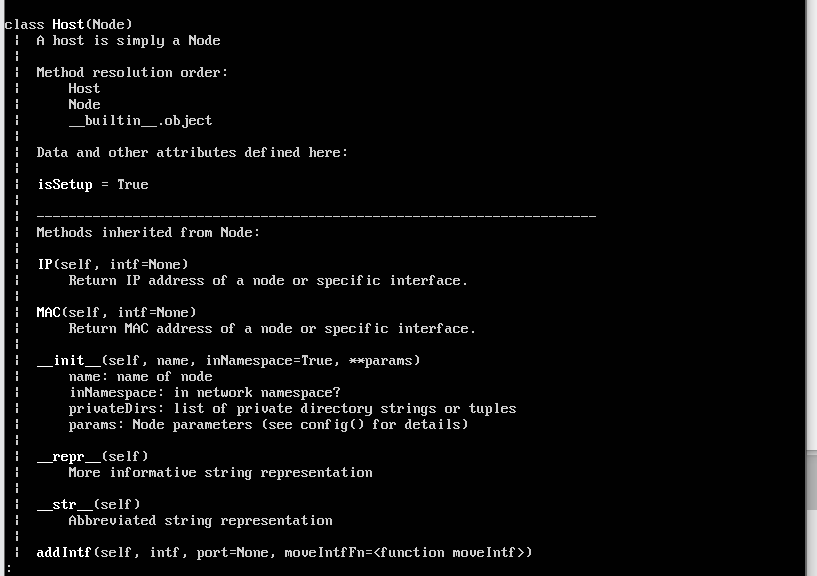 class Host(Node)
 |  A host is simply a Node
 |
 |  Method resolution order:
 |      Host
 |      Node
 |      __builtin__.object
 |
 |  Data and other attributes defined here:
 |
 |  isSetup = True
 |
 |  ----------------------------------------------------------------------
 |  Methods inherited from Node:
 |
 |  IP(self, intf=None)
 |      Return IP address of a node or specific interface.
 |
 |  MAC(self, intf=None)
 |      Return MAC address of a node or specific interface.
 |
 |  __init__(self, name, inNamespace=True, **params)
 |      name: name of node
 |      inNamespace: in network namespace?
 |      privateDirs: list of private directory strings or tuples
 |      params: Node parameters (see config() for details)
 |
 |  __repr__(self)
 |      More informative string representation
 |
 |  __str__(self)
 |      Abbreviated string representation
 |
 |  addIntf(self, intf, port=None, moveIntfFn=<function moveIntf>)
: